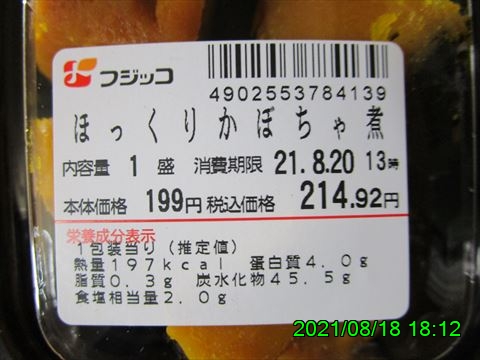 フジッコ
4902553784139
ほっくりかぼちゃ煮
内容量 1 盛 消費期限 21.8.20 13時
本体価格 199円 税込価格 214.92円
栄養成分表示
1包装当り(推定値)
熱量197kcal 蛋白質4.0g
脂質0.3g 炭水化物45.5g
食塩相当量2.0g
2021/08/18 18:12